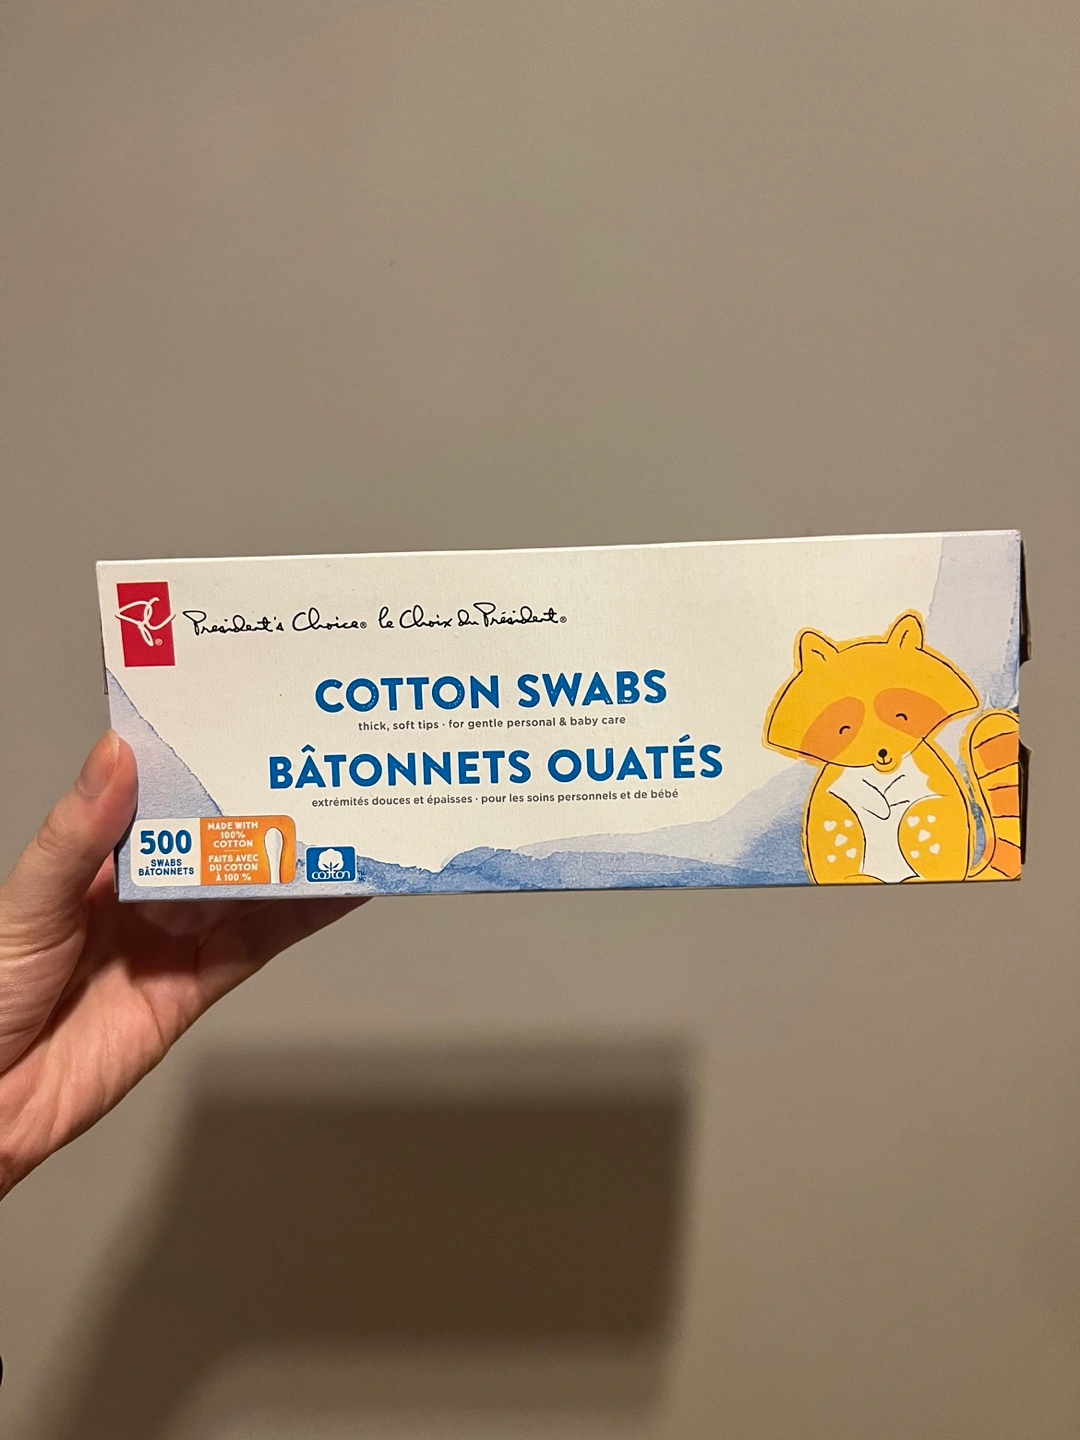 PC®
President's Choice® le Choix du Président®
COTTON SWABS
thick, soft tips · for gentle personal & baby care
BÂTONNETS OUATÉS
extrémités douces et épaisses · pour les soins personnels et de bébé
500
SWABS
BÂTONNETS
MADE WITH
100%
COTTON
FAITS AVEC
DU COTON
À 100 %
cotton